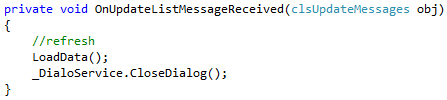 private void OnUpdateListMessageReceived(clsUpdateMessages obj)
{
    //refresh
    LoadData();
    _DialoService.CloseDialog();
}